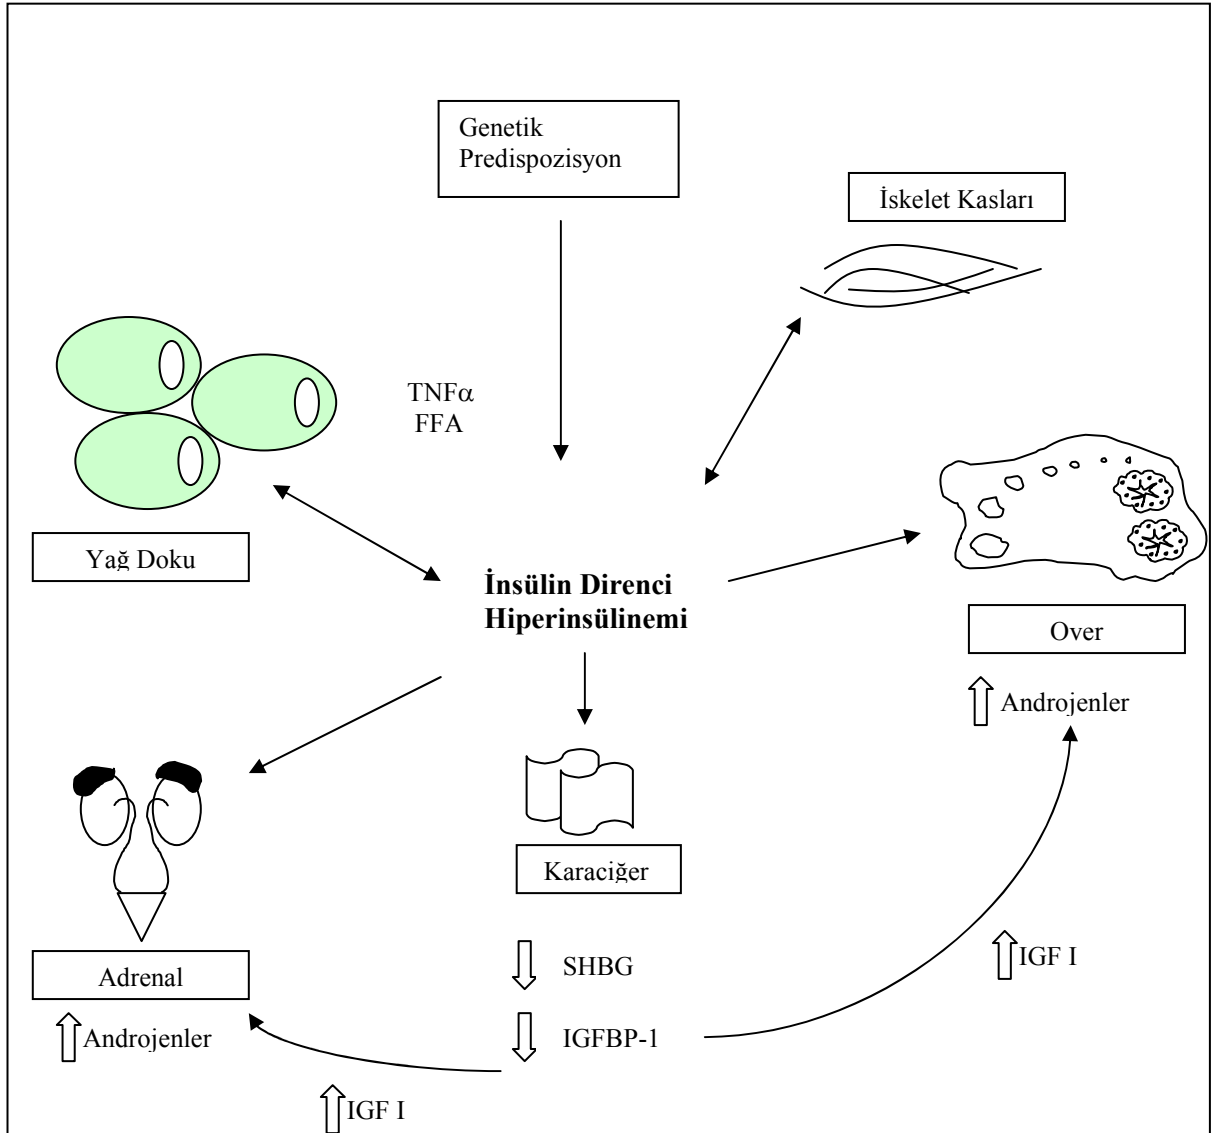 Genetik
Predispozisyon
İskelet Kasları
TNFα
FFA
Yağ Doku
İnsülin Direnci
Hiperinsülinemi
Over
Androjenler
Karaciğer
Adrenal
Androjenler
SHBG
IGFBP-1
IGF I
IGF I